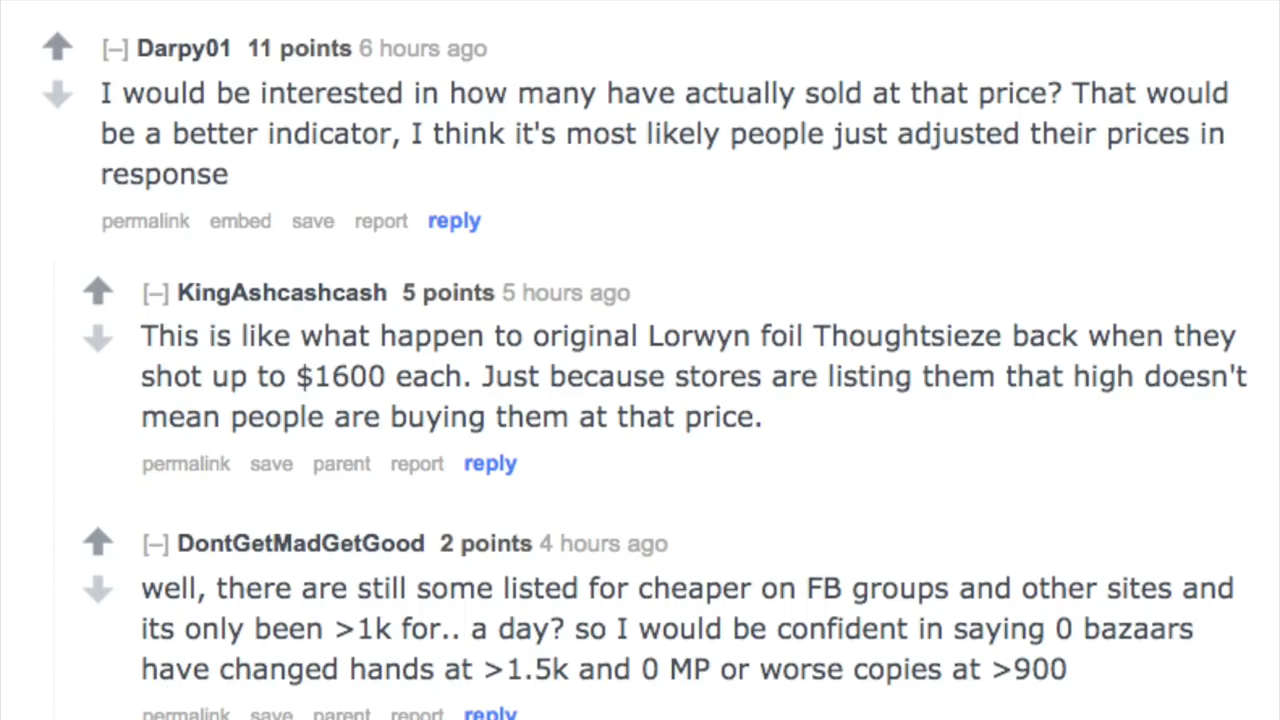 [–] Darpy01 11 points 6 hours ago
I would be interested in how many have actually sold at that price? That would
be a better indicator, I think it's most likely people just adjusted their prices in
response
permalink embed save report reply
[–] KingAshcashcash 5 points 5 hours ago
This is like what happen to original Lorwyn foil Thoughtsieze back when they
shot up to $1600 each. Just because stores are listing them that high doesn't
mean people are buying them at that price.
permalink save parent report reply
[–] DontGetMadGetGood 2 points 4 hours ago
well, there are still some listed for cheaper on FB groups and other sites and
its only been >1k for.. a day? so I would be confident in saying 0 bazaars
have changed hands at >1.5k and 0 MP or worse copies at >900
permalink save parent report reply